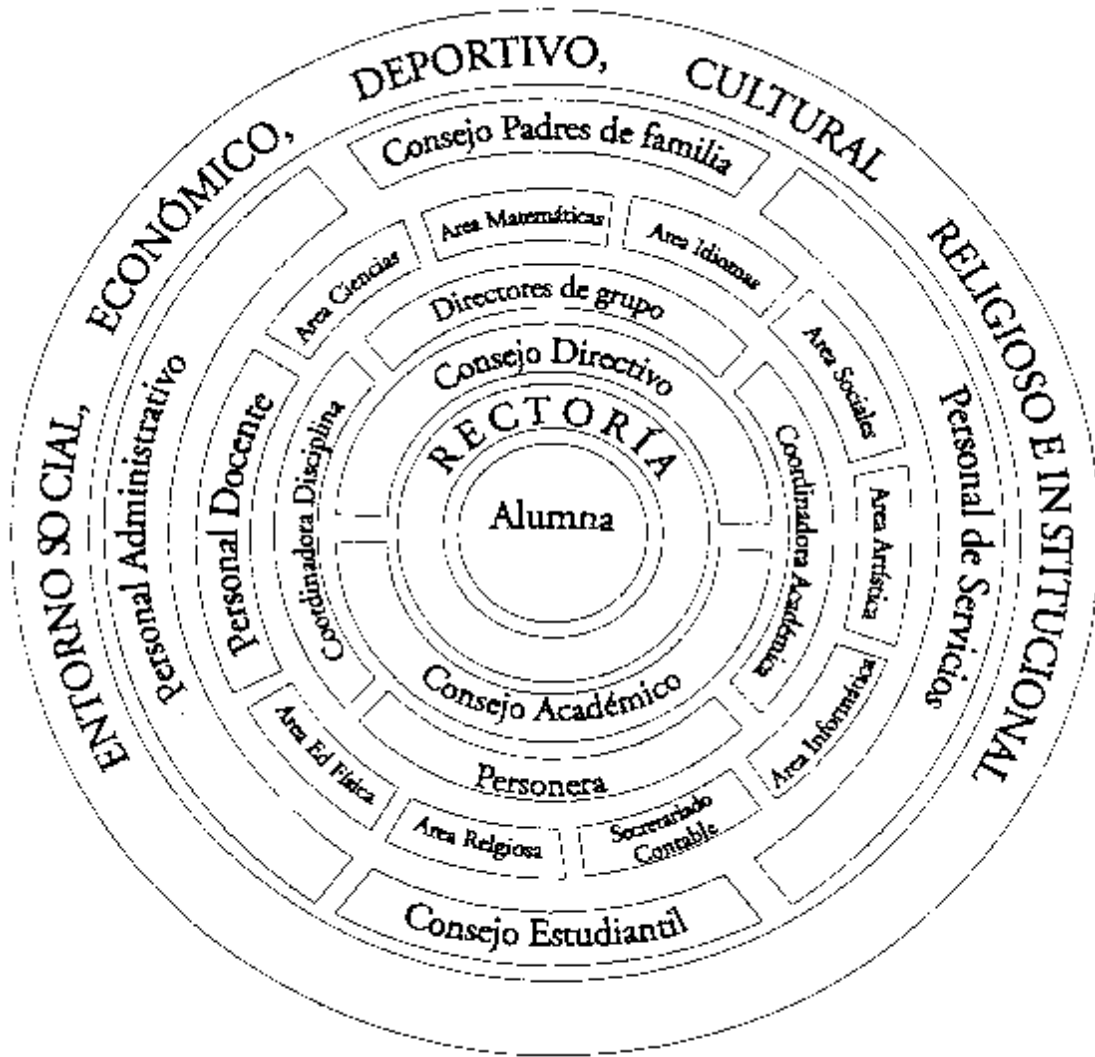 ENTORNO SO CIAL, ECONÓMICO, DEPORTIVO, CULTURAL RELIGIOSO E INSTITUCIONAL
Consejo Padres de familia
Personal Administrativo
Personal de Servicios
Consejo Estudiantil
Personal Docente
Area Ciencias
Area Matemáticas
Area Idiomas
Area Sociales
Area Artística
Area Informática
Secretariado
Contable
Area Relgiosa
Area Ed Física
Directores de grupo
Coordinadora Disciplina
Coordinadora Académica
Personera
Consejo Directivo
Consejo Académico
RECTORÍA
Alumna